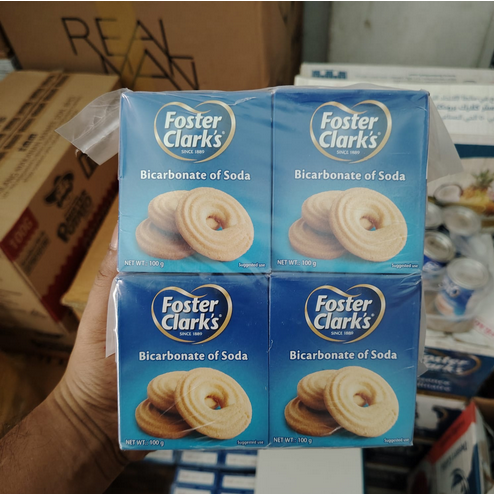 REAL
Foster
Clark's
SINCE 1889
Bicarbonate of Soda
NET WT. 100 g
Suggested use
Foster
Clark's
SINCE 1889
Bicarbonate of Soda
NET WT. 100 g
Suggested use
Foster
Clark's
SINCE 1889
Bicarbonate of Soda
NET WT. 100 g
Suggested use
Foster
Clark's
SINCE 1889
Bicarbonate of Soda
NET WT. 100 g
Suggested use